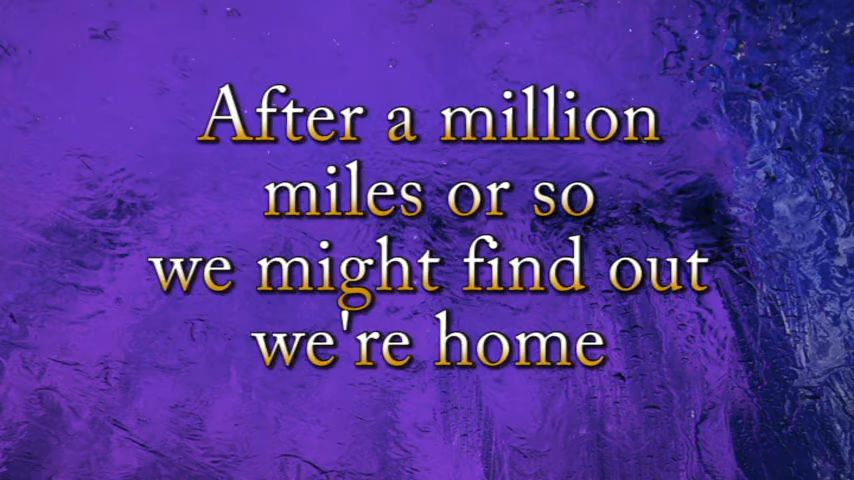 After a million
miles or so
we might find out
we're home